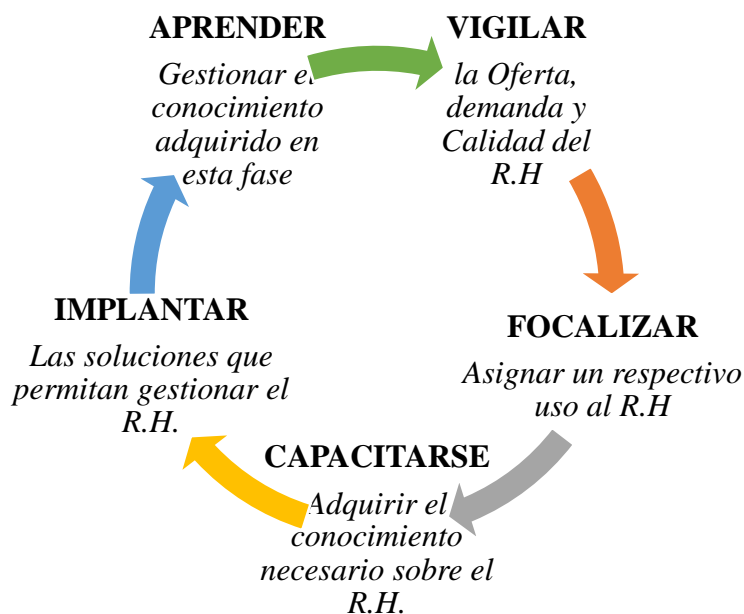 APRENDER
Gestionar el
conocimiento
adquirido en
esta fase
VIGILAR
la Oferta,
demanda y
Calidad del
R.H
FOCALIZAR
Asignar un respectivo
uso al R.H
CAPACITARSE
Adquirir el
conocimiento
necesario sobre el
R.H.
IMPLANTAR
Las soluciones que
permitan gestionar el
R.H.